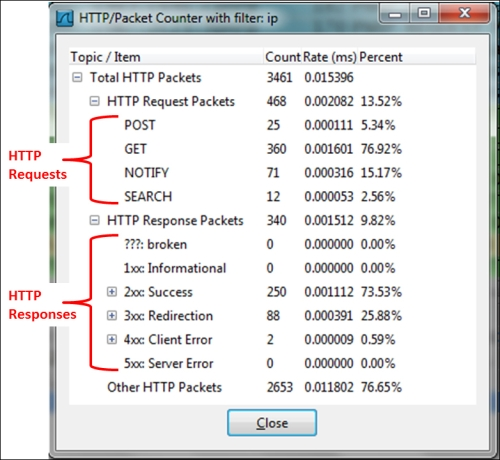 HTTP/Packet Counter with filter: ip
Topic / Item Count Rate (ms) Percent
Total HTTP Packets 3461 0.015396
HTTP Request Packets 468 0.002082 13.52%
POST 25 0.000111 5.34%
GET 360 0.001601 76.92%
NOTIFY 71 0.000316 15.17%
SEARCH 12 0.000053 2.56%
HTTP Requests
HTTP Response Packets 340 0.001512 9.82%
???: broken 0 0.000000 0.00%
1xx: Informational 0 0.000000 0.00%
2xx: Success 250 0.001112 73.53%
3xx: Redirection 88 0.000391 25.88%
4xx: Client Error 2 0.000009 0.59%
5xx: Server Error 0 0.000000 0.00%
HTTP Responses
Other HTTP Packets 2653 0.011802 76.65%
Close